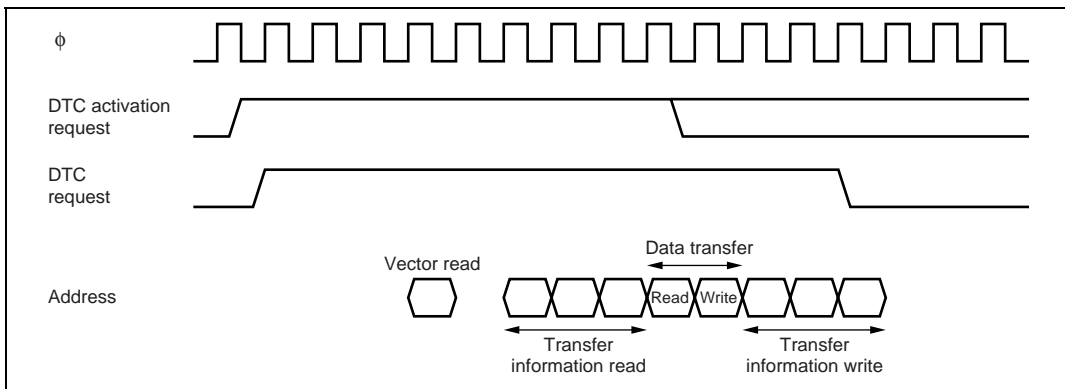 ϕ
DTC activation
request
DTC
request
Data transfer
Vector read
Address
Read
Write
Transfer
information read
Transfer
information write